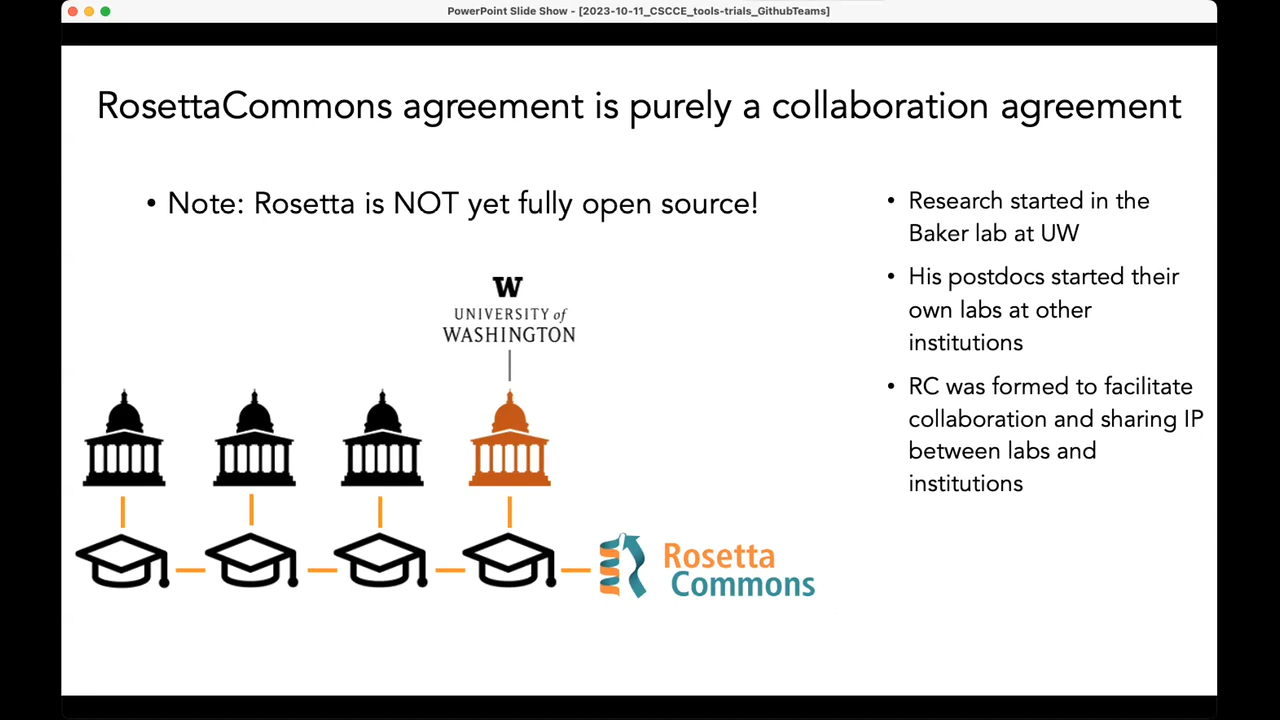 PowerPoint Slide Show - [2023-10-11_CSCCE_tools-trials_GithubTeams]
RosettaCommons agreement is purely a collaboration agreement
• Note: Rosetta is NOT yet fully open source!
W
UNIVERSITY of
WASHINGTON
Rosetta
Commons
• Research started in the
Baker lab at UW
• His postdocs started their
own labs at other
institutions
• RC was formed to facilitate
collaboration and sharing IP
between labs and
institutions